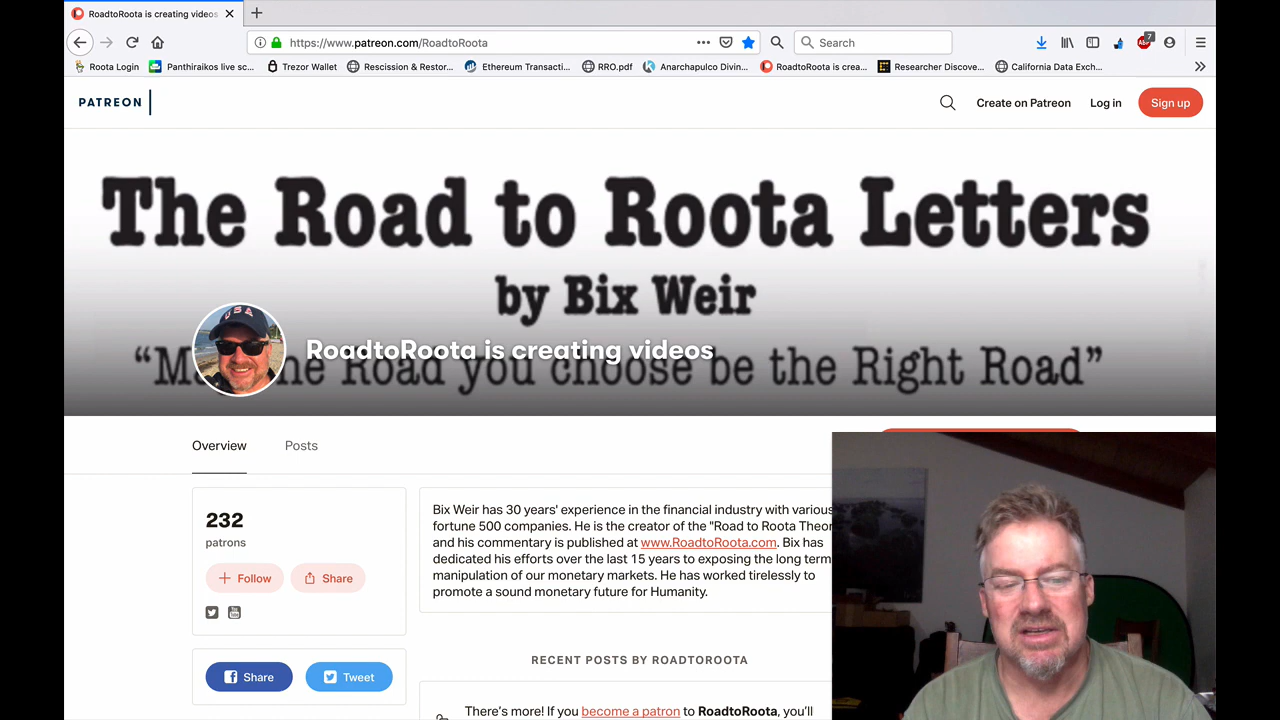 RoadtoRoota is creating videos
https://www.patreon.com/RoadtoRoota
Search
7
Roota Login
Panthiraikos live sc...
Trezor Wallet
Rescission & Restor...
Ethereum Transacti...
RRO.pdf
Anarchapulco Divin...
RoadtoRoota is crea...
Researcher Discove...
California Data Exch...
PATREON
Create on Patreon
Log in
Sign up
The Road to Roota Letters
by Bix Weir
RoadtoRoota is creating videos
the Road you choose be the Right Road”
USA
Overview
Posts
232
patrons
Follow
Share
Share
Tweet
Bix Weir has 30 years' experience in the financial industry with various
fortune 500 companies. He is the creator of the "Road to Roota
and his commentary is published at www.RoadtoRoota.com. Bix has
dedicated his efforts over the last 15 years to exposing the long term
manipulation of our monetary markets. He has worked tirelessly to
promote a sound monetary future for Humanity.
RECENT POSTS BY ROADTOROOTA
There's more! If you become a patron to RoadtoRoota, you'll